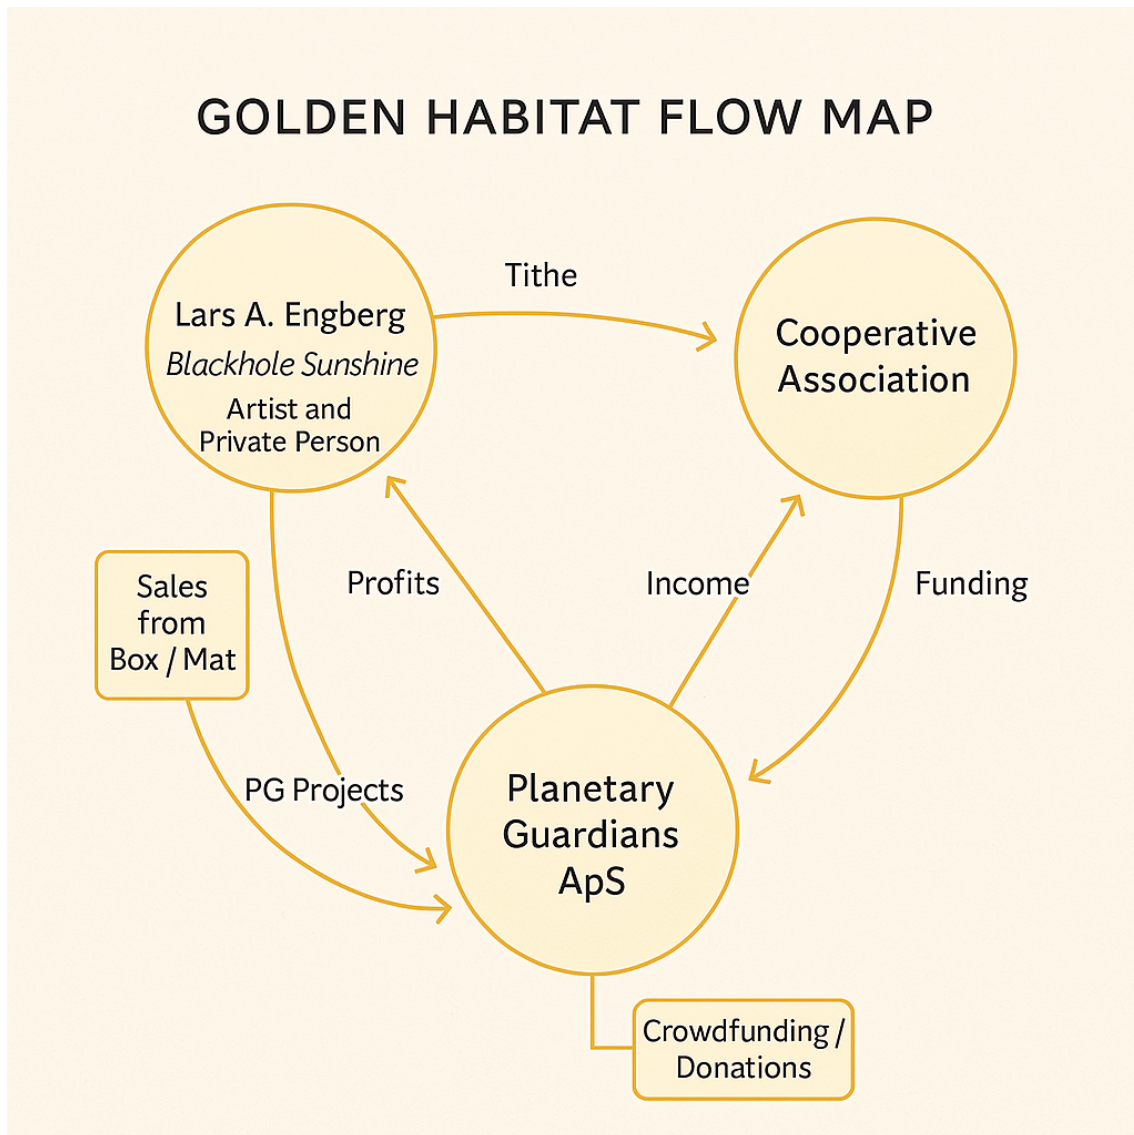 GOLDEN HABITAT FLOW MAP
Lars A. Engberg
Blackhole Sunshine
Artist and
Private Person
Tithe
Cooperative
Association
Sales
from
Box / Mat
Profits
Income
Funding
PG Projects
Planetary
Guardians
ApS
Crowdfunding /
Donations